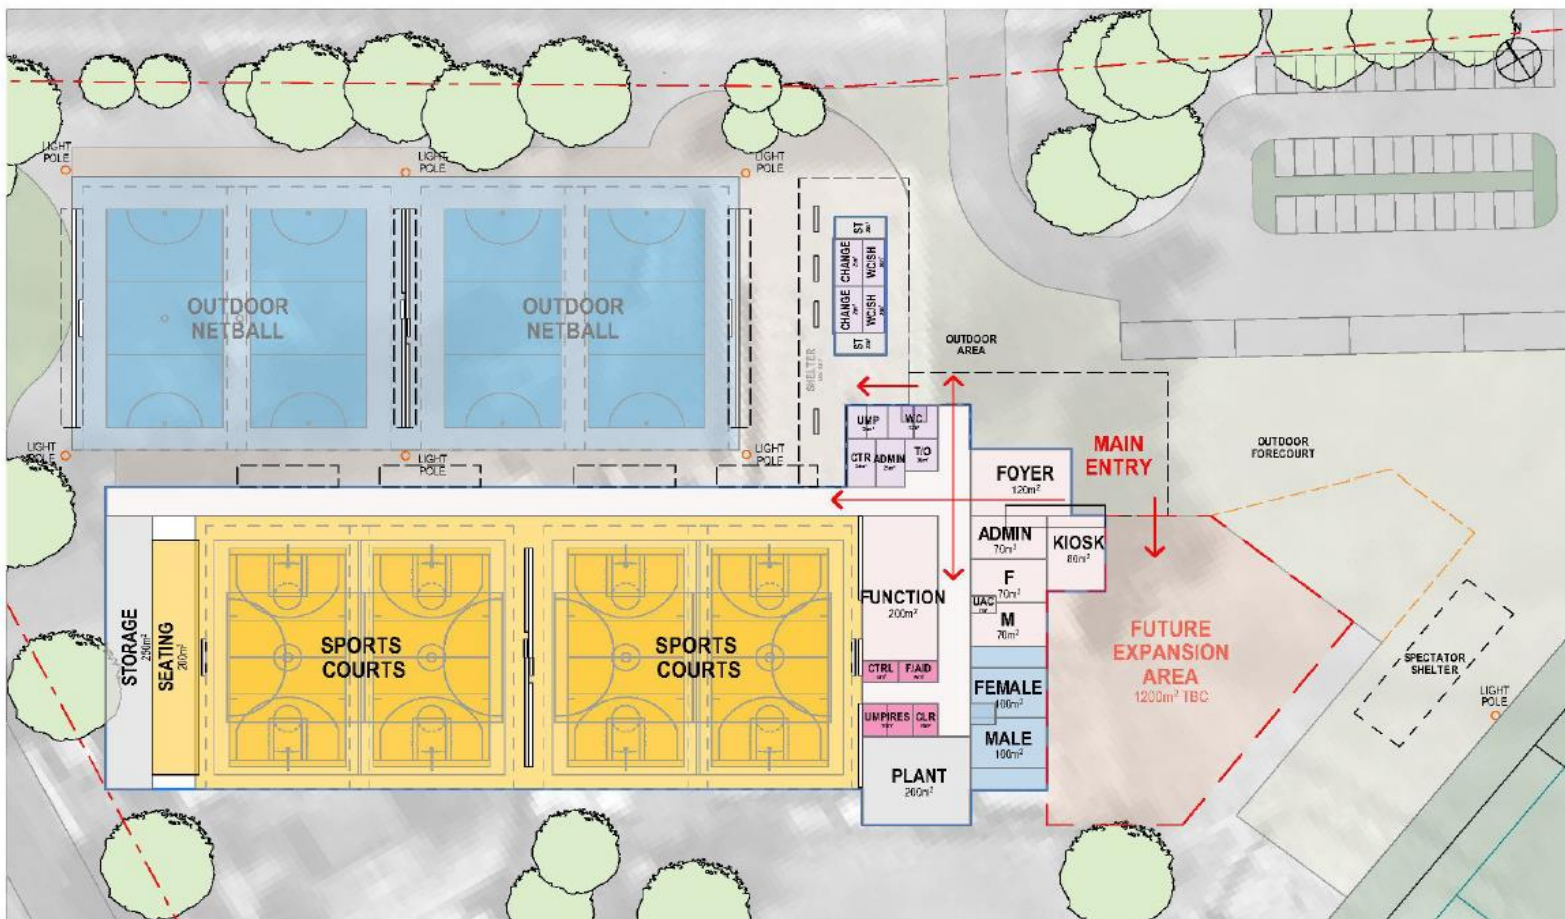 N
LIGHT
POLE
LIGHT
POLE
LIGHT
POLE
OUTDOOR
NETBALL
OUTDOOR
NETBALL
ST
CHANGE
WC/SH
CHANGE
WC/SH
ST
SHELTER
OUTDOOR
AREA
LIGHT
POLE
LIGHT
POLE
LIGHT
POLE
UMP
W.C.
CTR
ADMIN
T/O
MAIN
ENTRY
OUTDOOR
FORECOURT
FOYER
120m²
ADMIN
70m²
KIOSK
80m²
F
70m²
UAC
M
70m²
FUNCTION
200m²
STORAGE
250m²
SEATING
200m²
SPORTS
COURTS
SPORTS
COURTS
CTRL
F/AID
FEMALE
100m²
UMPIRES
CLR
MALE
100m²
PLANT
200m²
FUTURE
EXPANSION
AREA
1200m² TBC
SPECTATOR
SHELTER
LIGHT
POLE